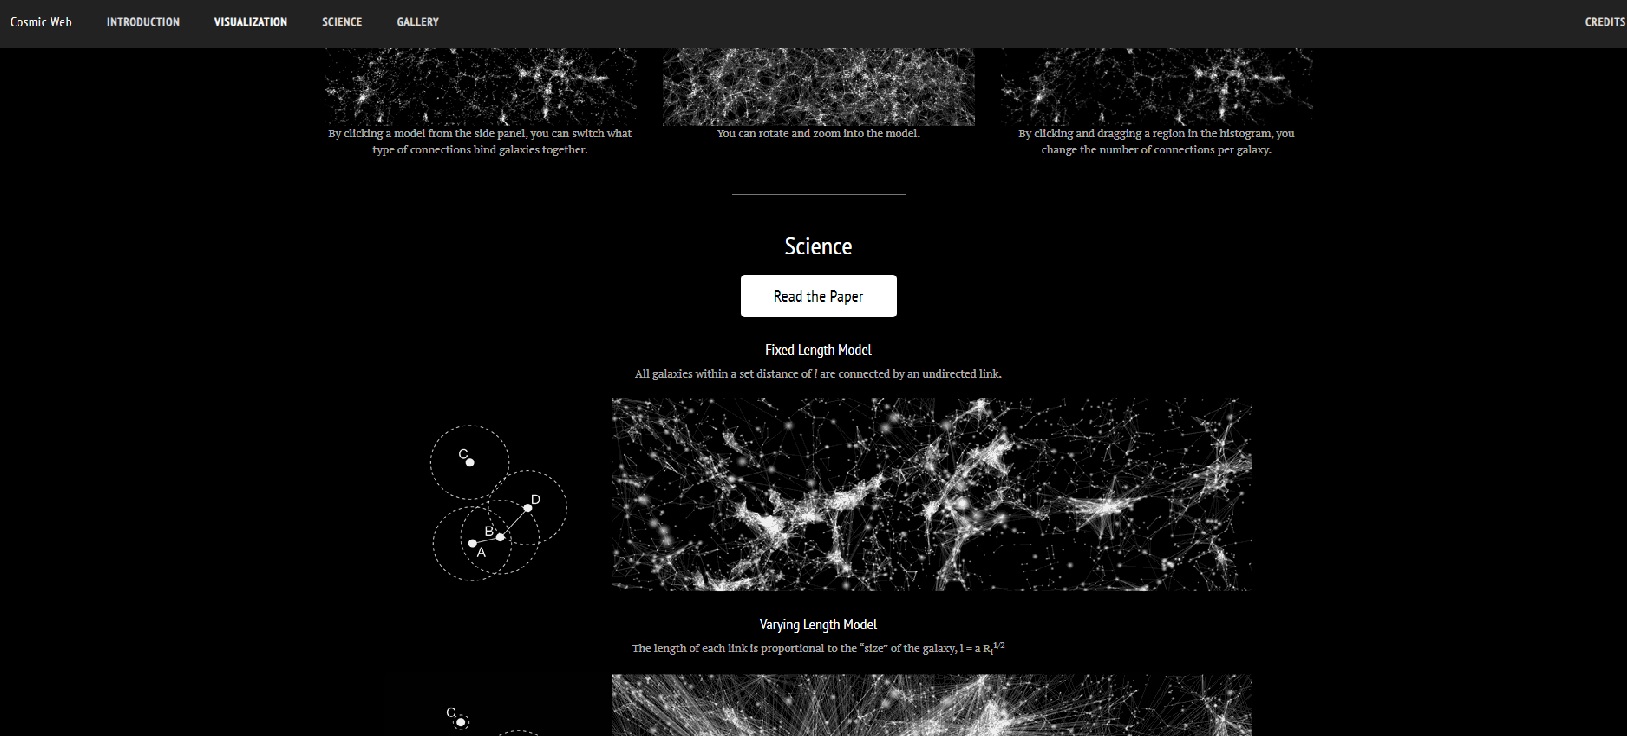 Cosmic Web INTRODUCTION VISUALIZATION SCIENCE GALLERY CREDITS
By clicking a model from the side panel, you can switch what
type of connections bind galaxies together.
You can rotate and zoom into the model.
By clicking and dragging a region in the histogram, you
change the number of connections per galaxy.
Science
Read the Paper
Fixed Length Model
All galaxies within a set distance of l are connected by an undirected link.
C
D
B
A
Varying Length Model
The length of each link is proportional to the “size” of the galaxy, l = a Rᵢ^1/2
C